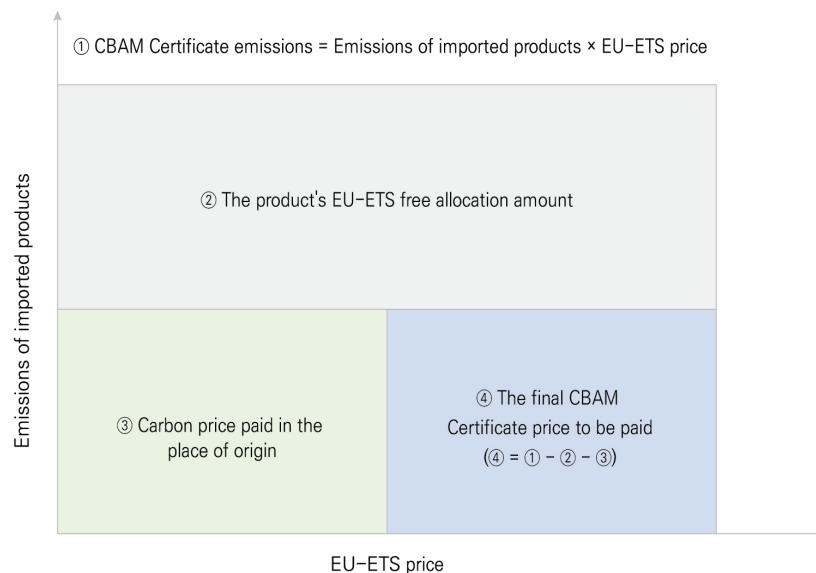 ① CBAM Certificate emissions = Emissions of imported products × EU-ETS price
Emissions of imported products
② The product's EU-ETS free allocation amount
③ Carbon price paid in the
place of origin
④ The final CBAM
Certificate price to be paid
(④ = ① - ② - ③)
EU-ETS price